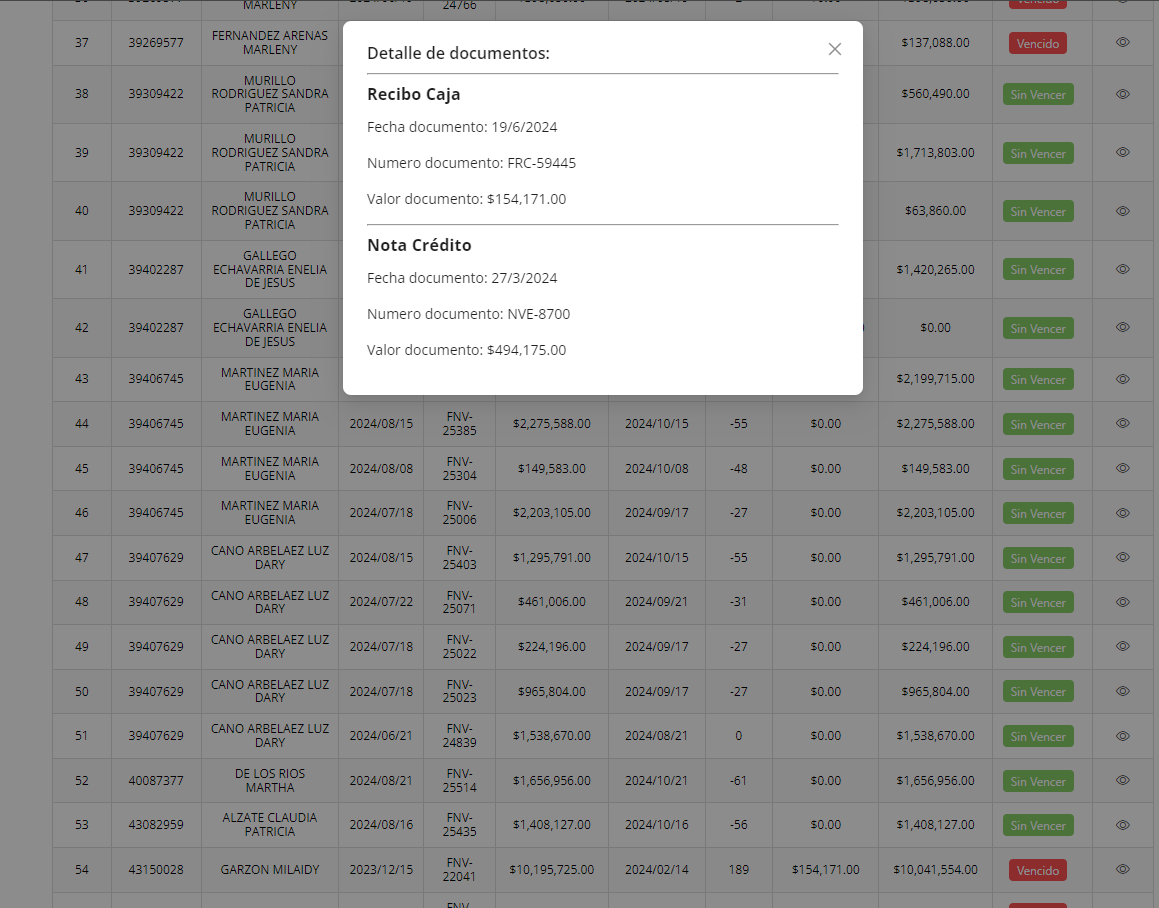 MARLENY 24766
37 39269577 FERNANDEZ ARENAS MARLENY $137,088.00 Vencido
38 39309422 MURILLO RODRIGUEZ SANDRA PATRICIA $560,490.00 Sin Vencer
39 39309422 MURILLO RODRIGUEZ SANDRA PATRICIA $1,713,803.00 Sin Vencer
40 39309422 MURILLO RODRIGUEZ SANDRA PATRICIA $63,860.00 Sin Vencer
41 39402287 GALLEGO ECHAVARRIA ENELIA DE JESUS $1,420,265.00 Sin Vencer
42 39402287 GALLEGO ECHAVARRIA ENELIA DE JESUS $0.00 Sin Vencer
43 39406745 MARTINEZ MARIA EUGENIA $2,199,715.00 Sin Vencer
Detalle de documentos:
Recibo Caja
Fecha documento: 19/6/2024
Numero documento: FRC-59445
Valor documento: $154,171.00
Nota Crédito
Fecha documento: 27/3/2024
Numero documento: NVE-8700
Valor documento: $494,175.00
44 39406745 MARTINEZ MARIA EUGENIA 2024/08/15 FNV-25385 $2,275,588.00 2024/10/15 -55 $0.00 $2,275,588.00 Sin Vencer
45 39406745 MARTINEZ MARIA EUGENIA 2024/08/08 FNV-25304 $149,583.00 2024/10/08 -48 $0.00 $149,583.00 Sin Vencer
46 39406745 MARTINEZ MARIA EUGENIA 2024/07/18 FNV-25006 $2,203,105.00 2024/09/17 -27 $0.00 $2,203,105.00 Sin Vencer
47 39407629 CANO ARBELAEZ LUZ DARY 2024/08/15 FNV-25403 $1,295,791.00 2024/10/15 -55 $0.00 $1,295,791.00 Sin Vencer
48 39407629 CANO ARBELAEZ LUZ DARY 2024/07/22 FNV-25071 $461,006.00 2024/09/21 -31 $0.00 $461,006.00 Sin Vencer
49 39407629 CANO ARBELAEZ LUZ DARY 2024/07/18 FNV-25022 $224,196.00 2024/09/17 -27 $0.00 $224,196.00 Sin Vencer
50 39407629 CANO ARBELAEZ LUZ DARY 2024/07/18 FNV-25023 $965,804.00 2024/09/17 -27 $0.00 $965,804.00 Sin Vencer
51 39407629 CANO ARBELAEZ LUZ DARY 2024/06/21 FNV-24839 $1,538,670.00 2024/08/21 0 $0.00 $1,538,670.00 Sin Vencer
52 40087377 DE LOS RIOS MARTHA 2024/08/21 FNV-25514 $1,656,956.00 2024/10/21 -61 $0.00 $1,656,956.00 Sin Vencer
53 43082959 ALZATE CLAUDIA PATRICIA 2024/08/16 FNV-25435 $1,408,127.00 2024/10/16 -56 $0.00 $1,408,127.00 Sin Vencer
54 43150028 GARZON MILAIDY 2023/12/15 FNV-22041 $10,195,725.00 2024/02/14 189 $154,171.00 $10,041,554.00 Vencido
FNV-